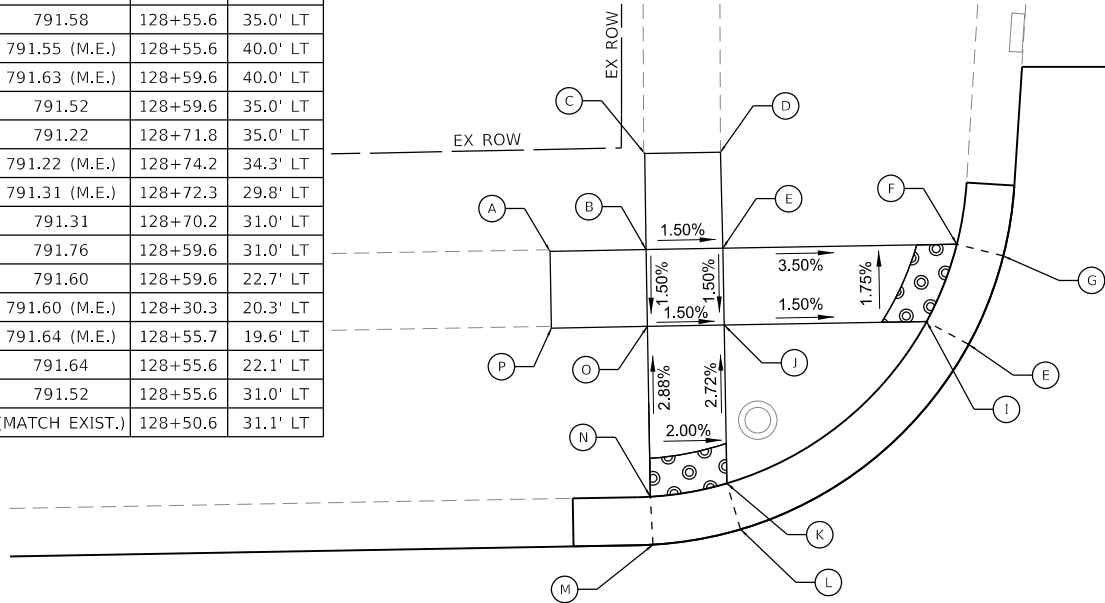 791.58 128+55.6 35.0' LT
791.55 (M.E.) 128+55.6 40.0' LT
791.63 (M.E.) 128+59.6 40.0' LT
791.52 128+59.6 35.0' LT
791.22 128+71.8 35.0' LT
791.22 (M.E.) 128+74.2 34.3' LT
791.31 (M.E.) 128+72.3 29.8' LT
791.31 128+70.2 31.0' LT
791.76 128+59.6 31.0' LT
791.60 128+59.6 22.7' LT
791.60 (M.E.) 128+30.3 20.3' LT
791.64 (M.E.) 128+55.7 19.6' LT
791.64 128+55.6 22.1' LT
791.52 128+55.6 31.0' LT
(MATCH EXIST.) 128+50.6 31.1' LT
EX ROW
EX ROW
C
D
A
B
E
F
G
1.50%
3.50%
1.50%
1.50%
1.75%
1.50%
1.50%
P
O
J
E
I
2.88%
2.72%
2.00%
N
K
M
L